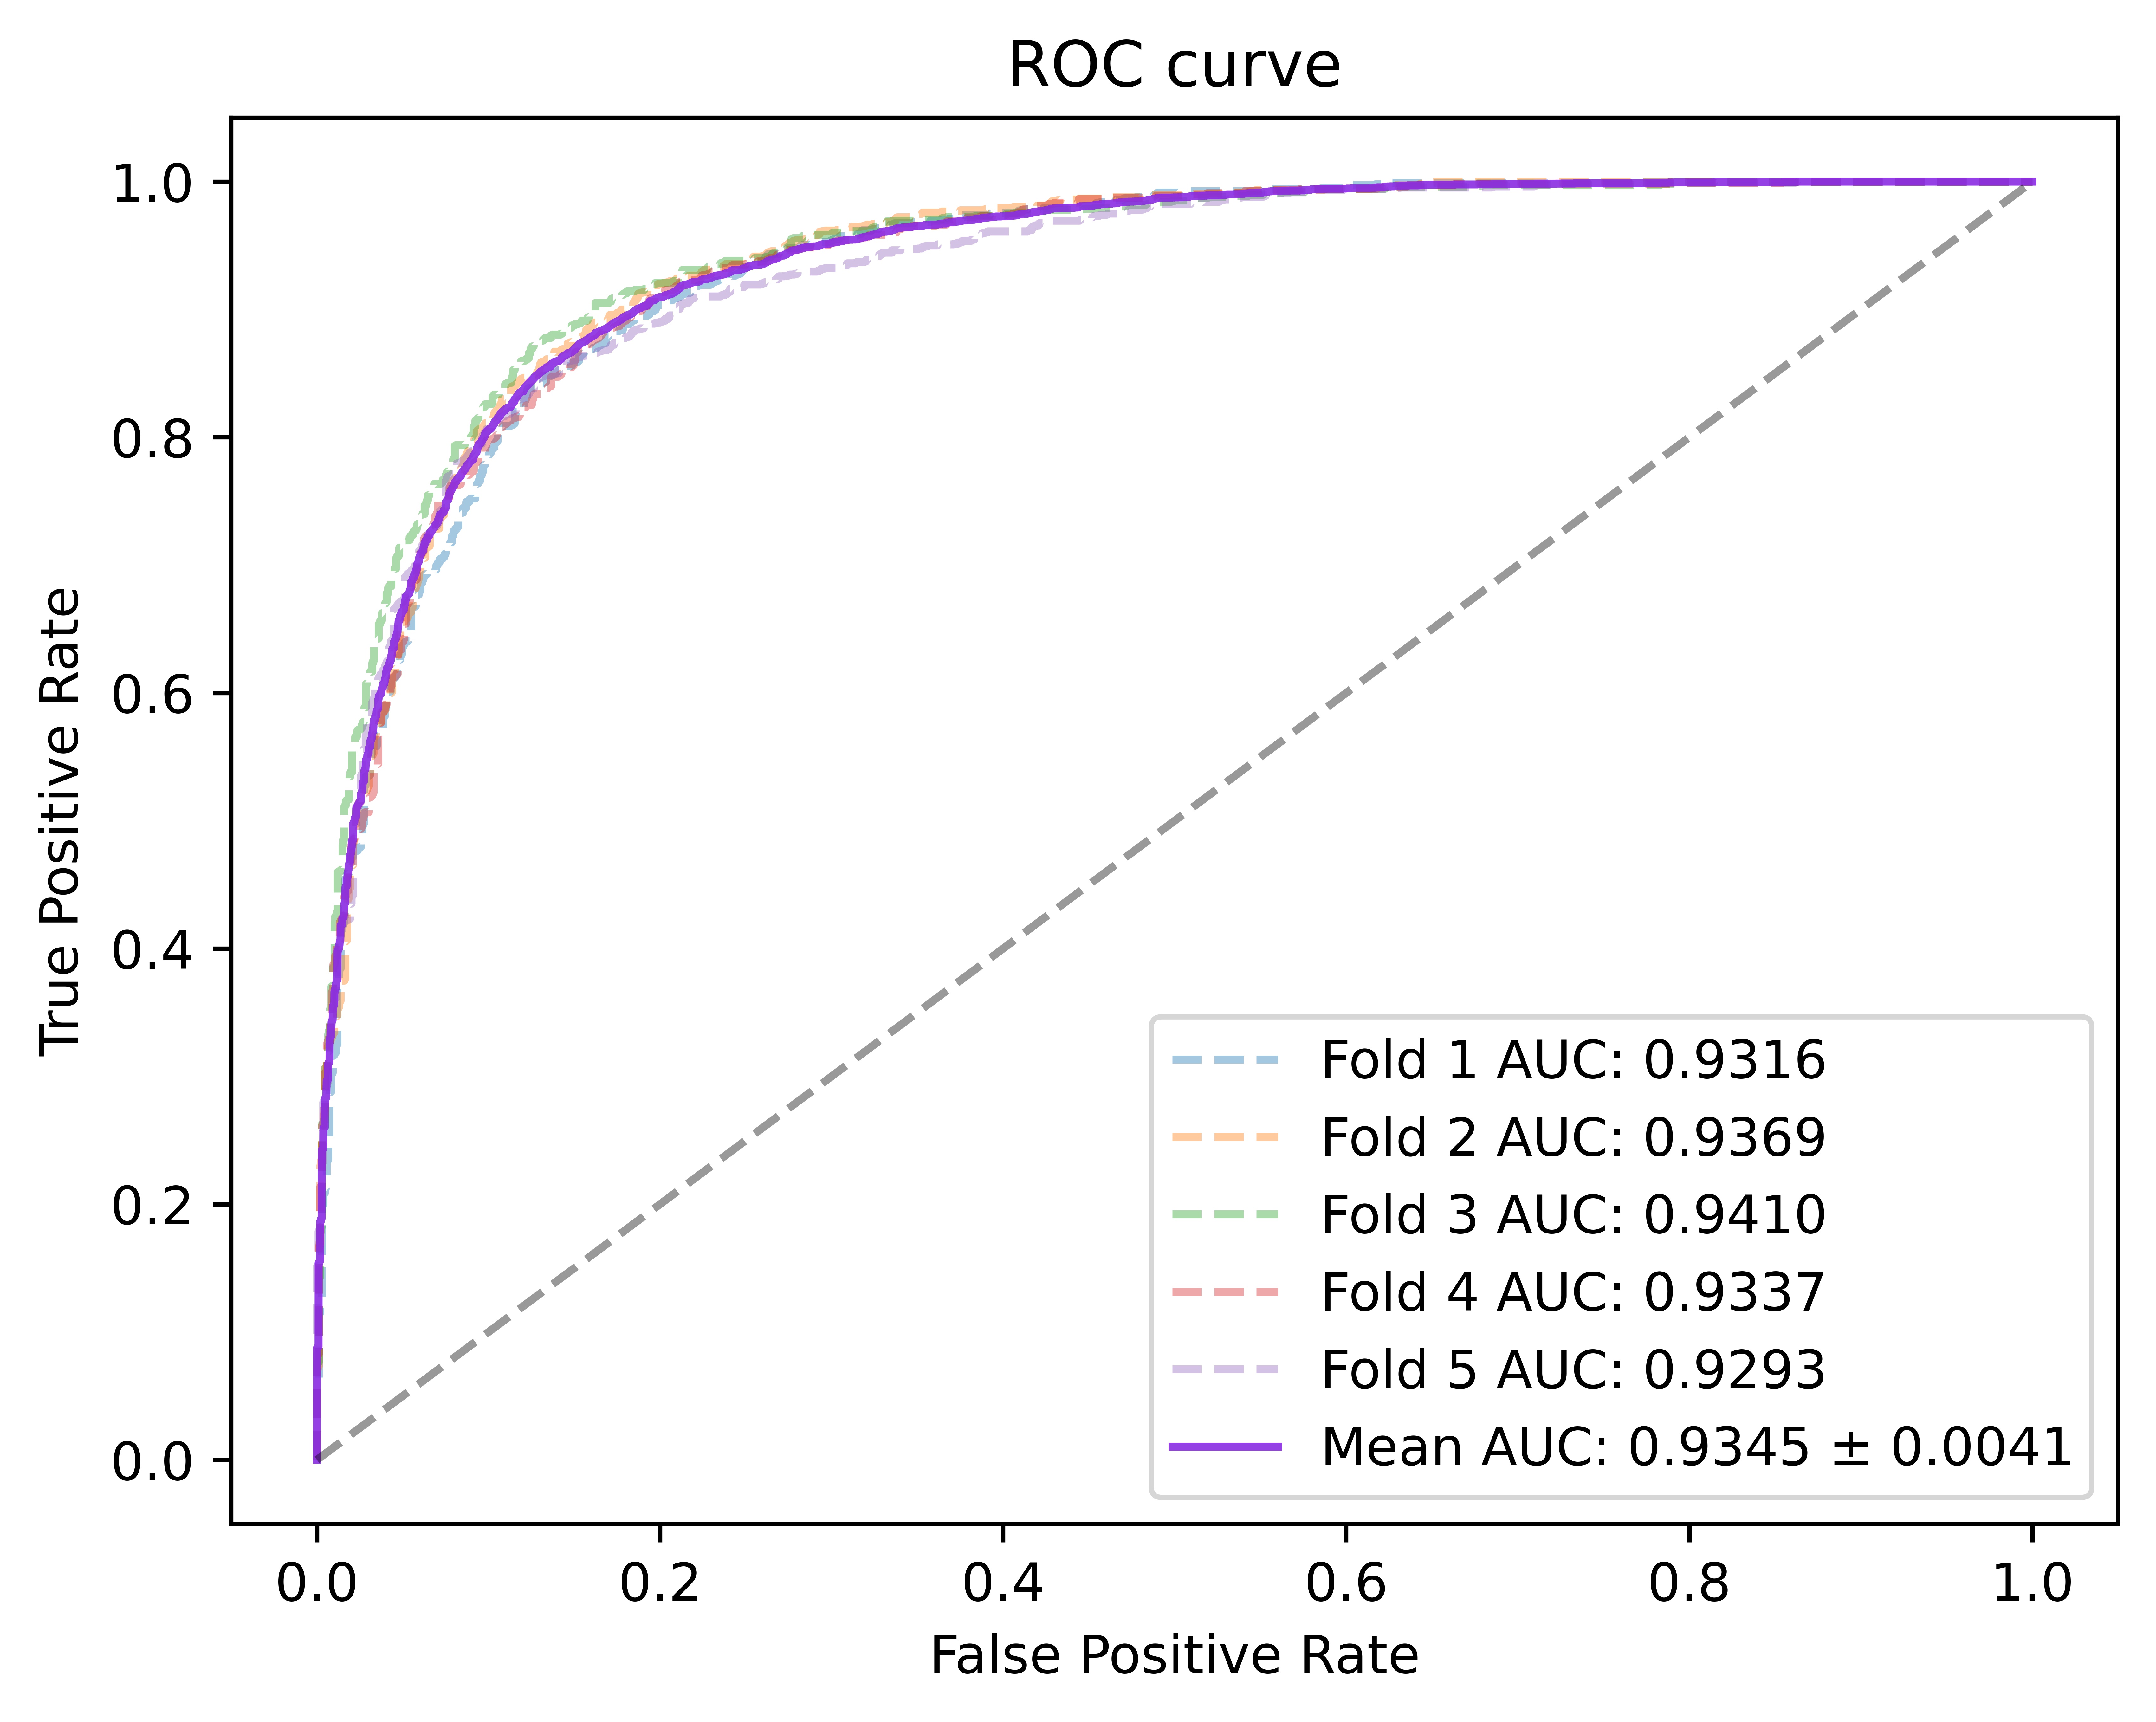 ROC curve
True Positive Rate
1.0
0.8
0.6
0.4
0.2
0.0
Fold 1 AUC: 0.9316
Fold 2 AUC: 0.9369
Fold 3 AUC: 0.9410
Fold 4 AUC: 0.9337
Fold 5 AUC: 0.9293
Mean AUC: 0.9345 ± 0.0041
0.0 0.2 0.4 0.6 0.8 1.0
False Positive Rate